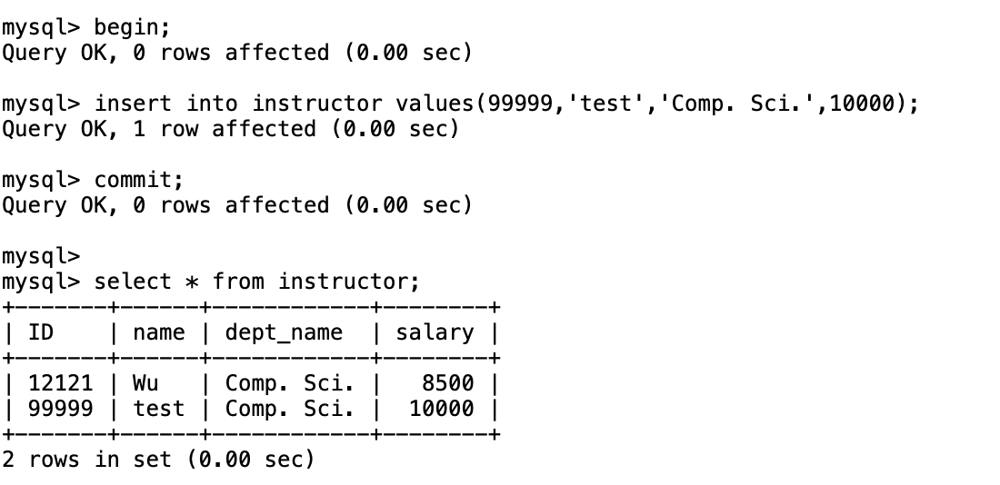 mysql> begin;
Query OK, 0 rows affected (0.00 sec)
mysql> insert into instructor values(99999,'test','Comp. Sci.',10000);
Query OK, 1 row affected (0.00 sec)
mysql> commit;
Query OK, 0 rows affected (0.00 sec)
mysql>
mysql> select * from instructor;
+-------+------+------------+--------+
| ID    | name | dept_name  | salary |
+-------+------+------------+--------+
| 12121 | Wu   | Comp. Sci. |   8500 |
| 99999 | test | Comp. Sci. |  10000 |
+-------+------+------------+--------+
2 rows in set (0.00 sec)